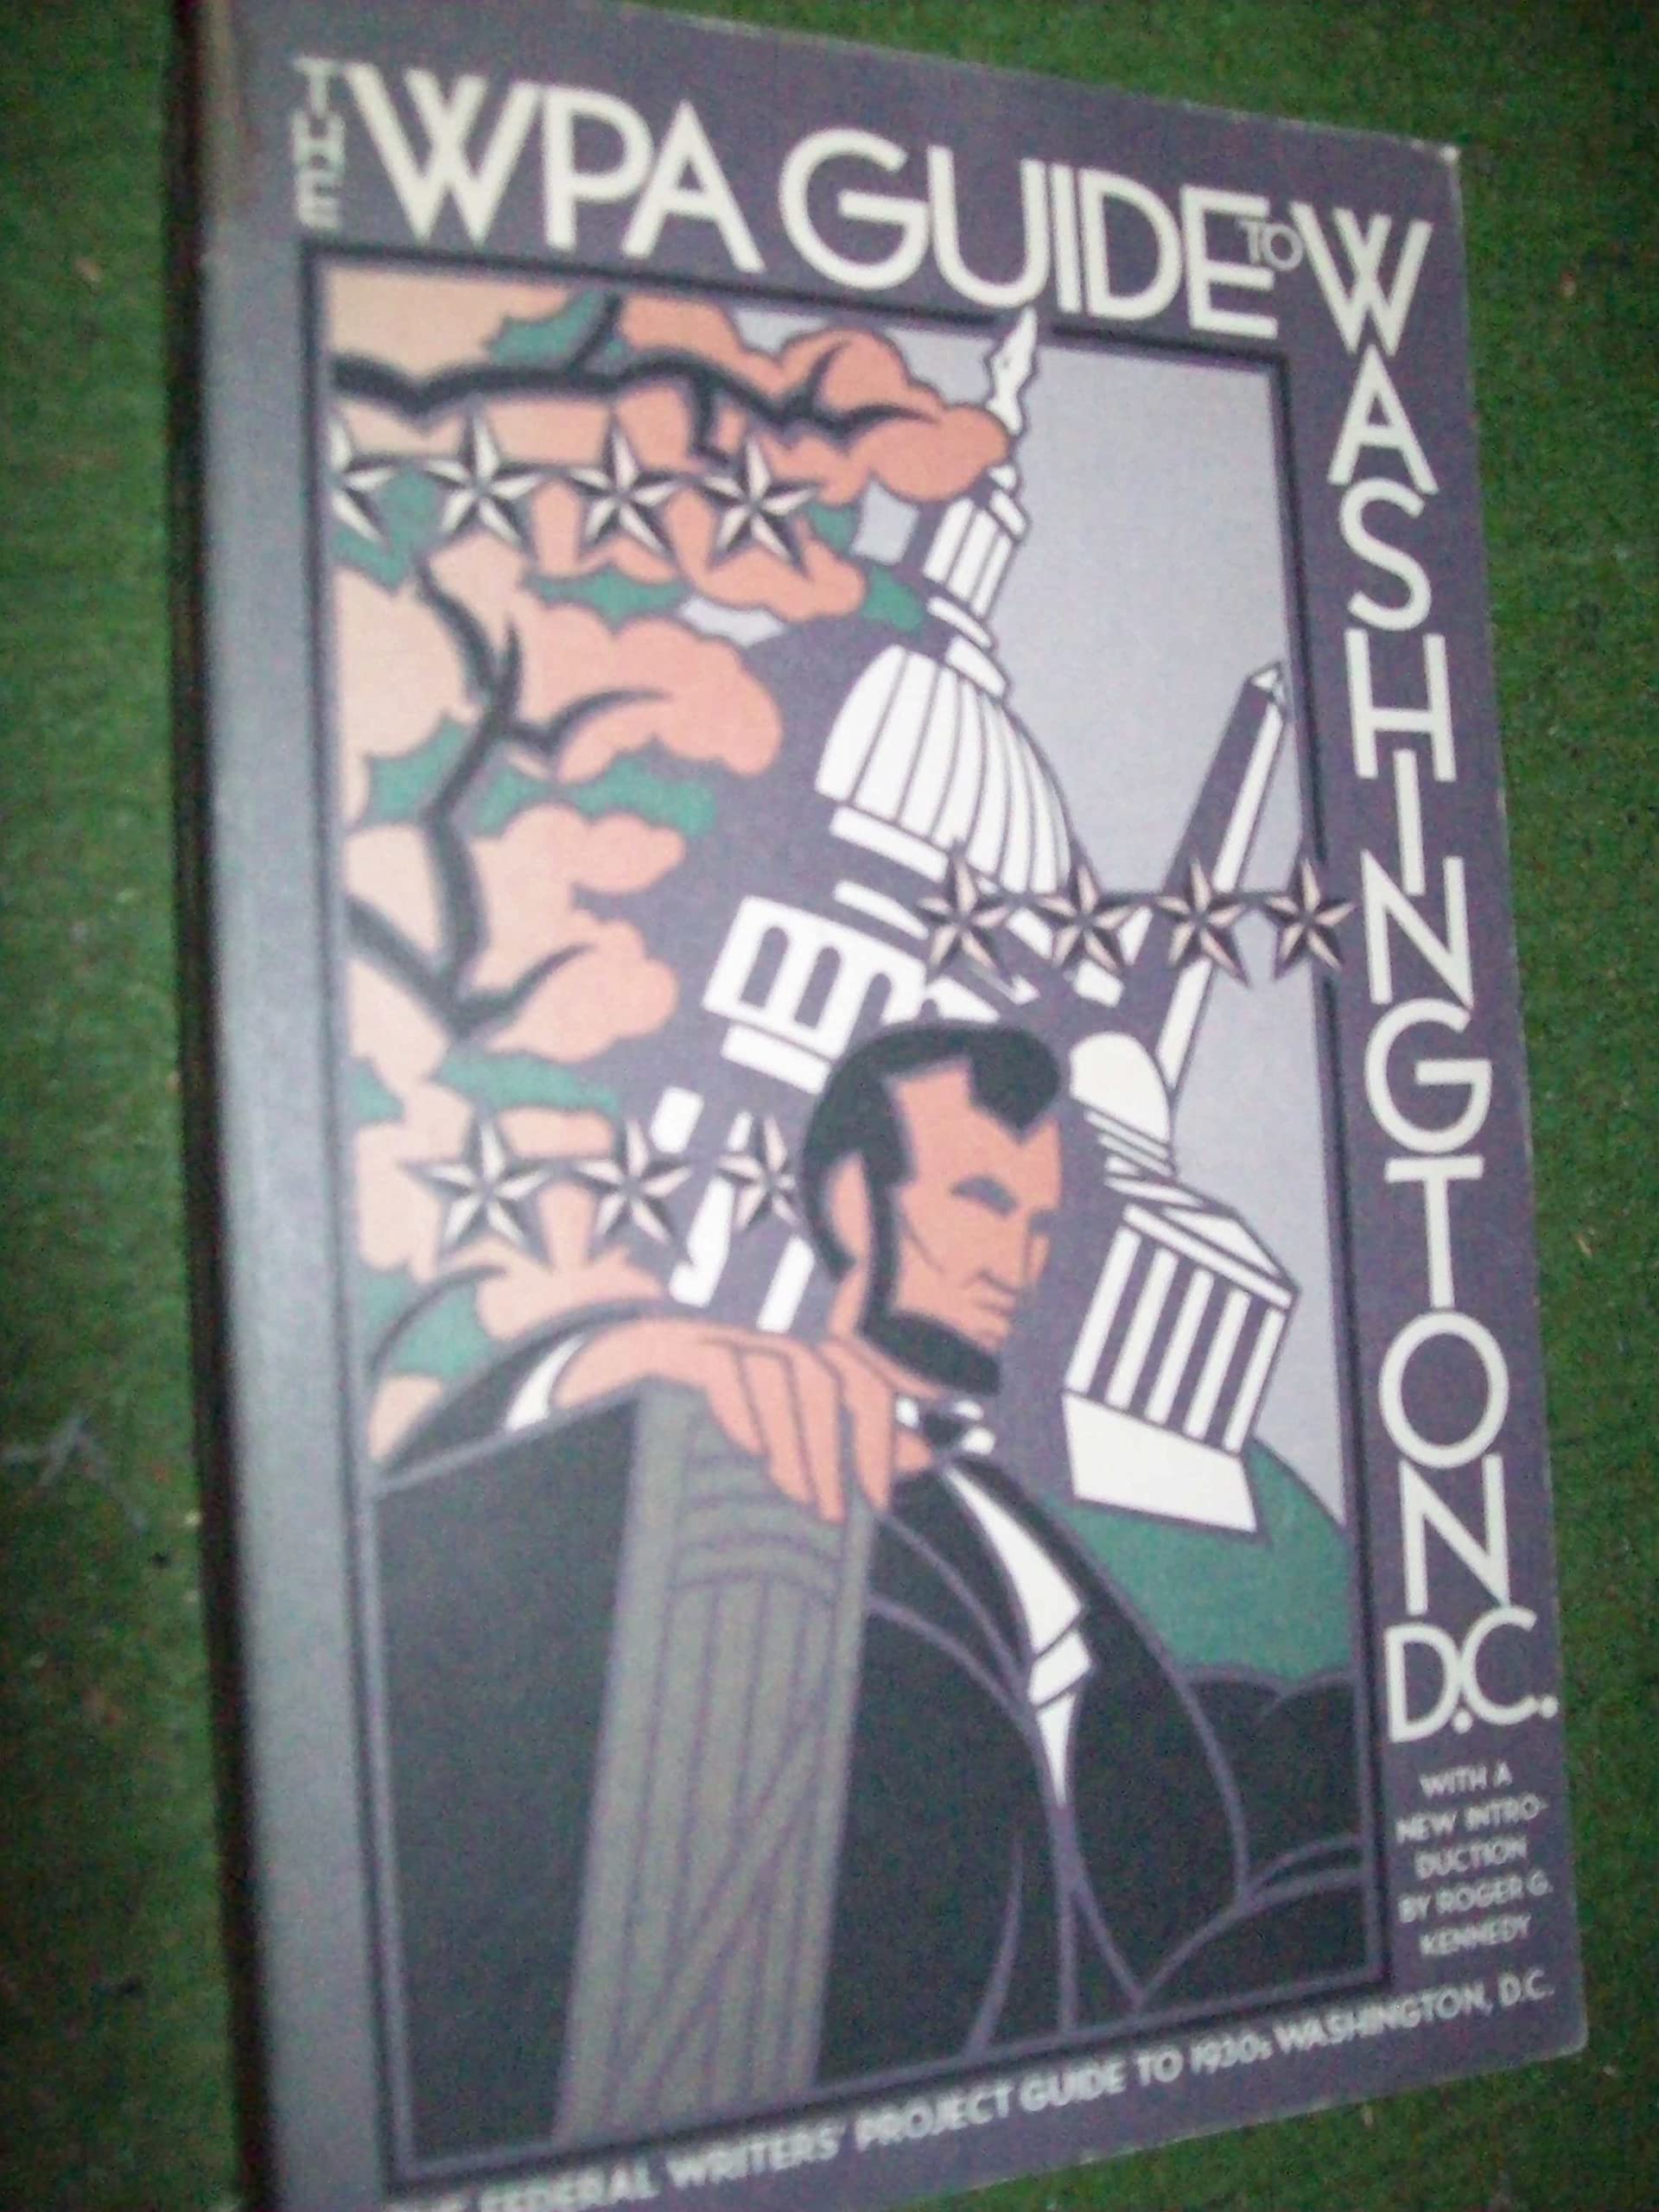 THE WPA GUIDE TO WASHINGTON D.C.
WITH A
NEW INTRO-
DUCTION
BY ROGER G.
KENNEDY
THE FEDERAL WRITERS' PROJECT GUIDE TO 1930s WASHINGTON, D.C.